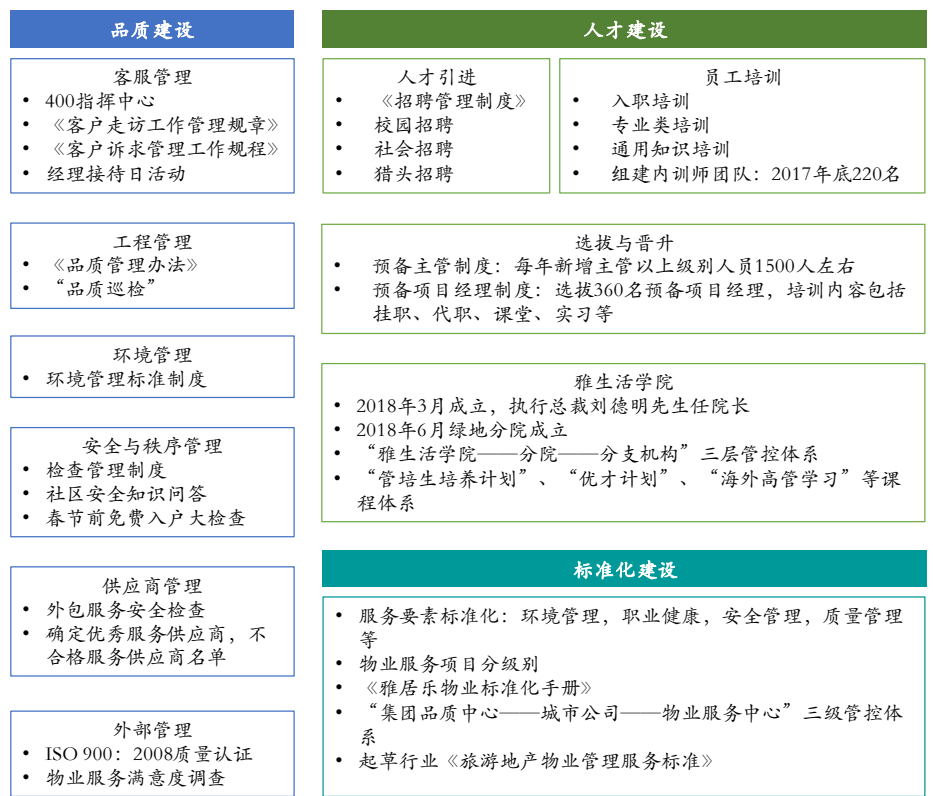 品质建设
客服管理
• 400指挥中心
• 《客户走访工作管理规章》
• 《客户诉求管理工作规程》
• 经理接待日活动
工程管理
• 《品质管理办法》
• “品质巡检”
环境管理
• 环境管理标准制度
安全与秩序管理
• 检查管理制度
• 社区安全知识问答
• 春节前免费入户大检查
供应商管理
• 外包服务安全检查
• 确定优秀服务供应商，不
合格服务供应商名单
外部管理
• ISO 900：2008质量认证
• 物业服务满意度调查
人才建设
人才引进
• 《招聘管理制度》
• 校园招聘
• 社会招聘
• 猎头招聘
员工培训
• 入职培训
• 专业类培训
• 通用知识培训
• 组建内训师团队：2017年底220名
选拔与晋升
• 预备主管制度：每年新增主管以上级别人员1500人左右
• 预备项目经理制度：选拔360名预备项目经理，培训内容包括
挂职、代职、课堂、实习等
雅生活学院
• 2018年3月成立，执行总裁刘德明先生任院长
• 2018年6月绿地分院成立
• “雅生活学院——分院——分支机构”三层管控体系
• “管培生培养计划”、“优才计划”、“海外高管学习”等课
程体系
标准化建设
• 服务要素标准化：环境管理，职业健康，安全管理，质量管理
等
• 物业服务项目分级别
• 《雅居乐物业标准化手册》
• “集团品质中心——城市公司——物业服务中心”三级管控体
系
• 起草行业《旅游地产物业管理服务标准》